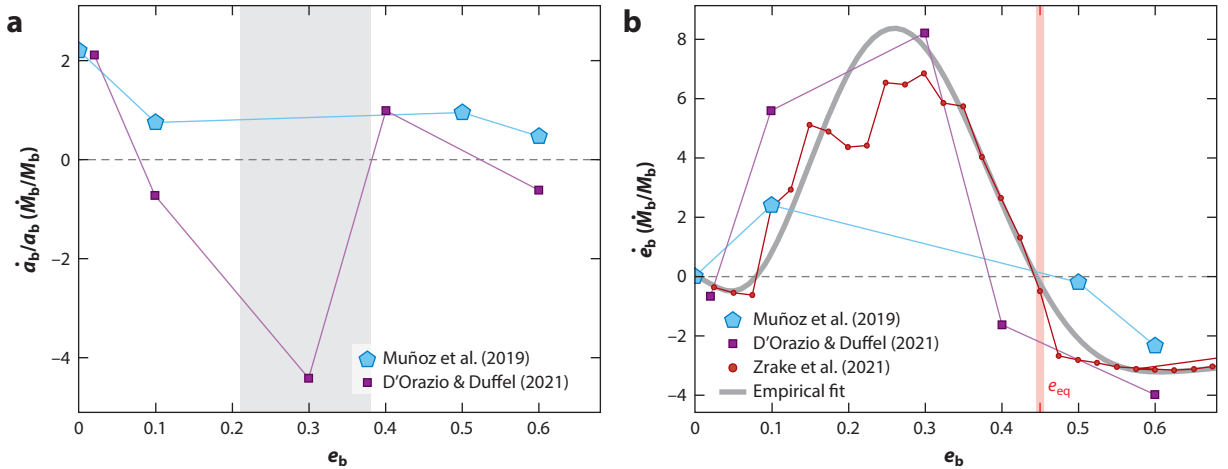 a
2
0
−2
−4
0
0.1
0.2
0.3
0.4
0.5
0.6
ȧb/ab (Ṁb/Mb)
eb
Muñoz et al. (2019)
D'Orazio & Duffel (2021)
b
8
6
4
2
0
−2
−4
0
0.1
0.2
0.3
0.4
0.5
0.6
ėb (Ṁb/Mb)
eb
Muñoz et al. (2019)
D'Orazio & Duffel (2021)
Zrake et al. (2021)
Empirical fit
eeq